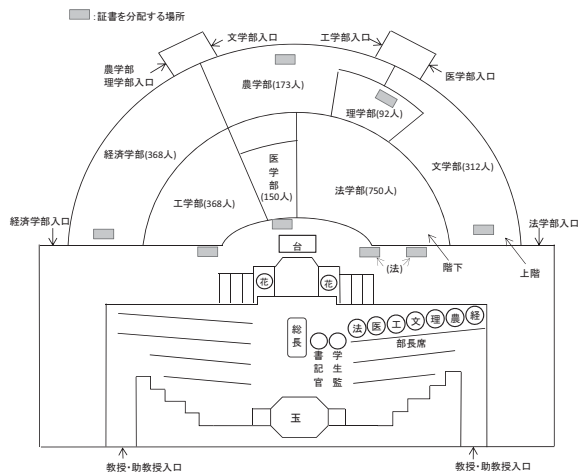 :証書を分配する場所
文学部入口
工学部入口
農学部
理学部入口
医学部入口
農学部(173人)
理学部(92人)
経済学部(368人)
医学部
(150人)
文学部(312人)
工学部(368人)
法学部(750人)
経済学部入口
法学部入口
台
(法)
階下
上階
花
花
総長
書記官
学生監
法
医
工
文
理
農
経
部長席
玉
教授・助教授入口
教授・助教授入口